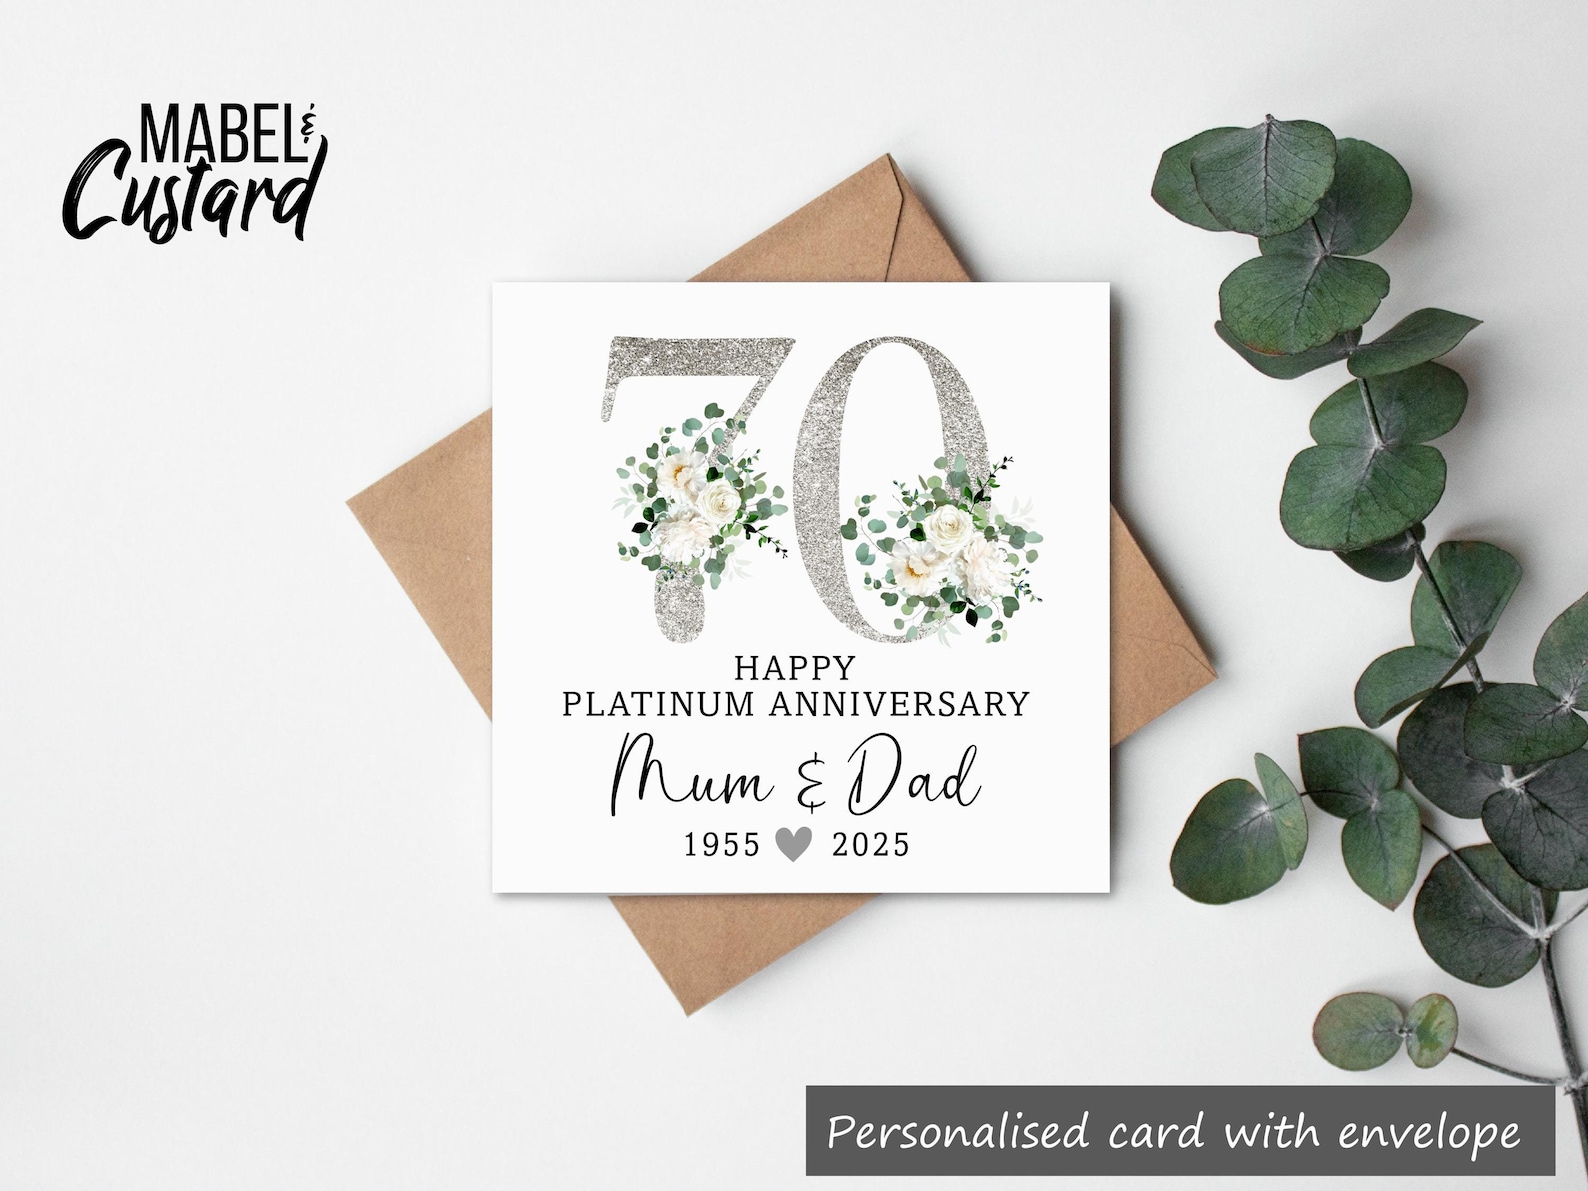 MABEL &
Custard
70
HAPPY
PLATINUM ANNIVERSARY
Mum & Dad
1955 2025
Personalised card with envelope